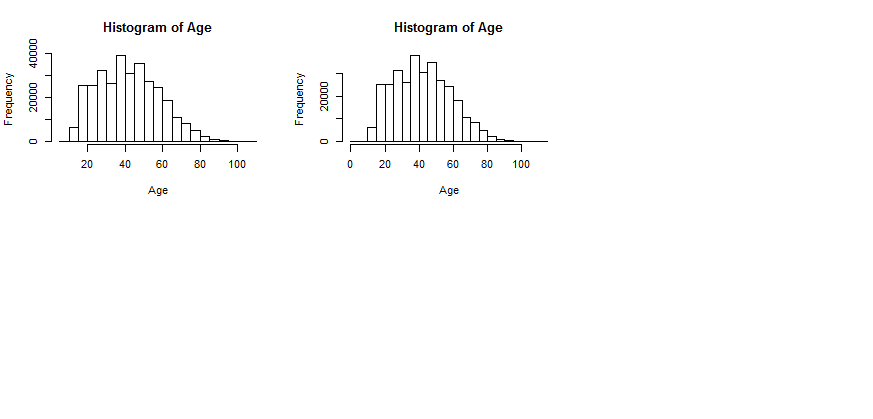 Histogram of Age
Frequency
40000
20000
0
20 40 60 80 100
Age
Histogram of Age
Frequency
20000
0
0 20 40 60 80 100
Age